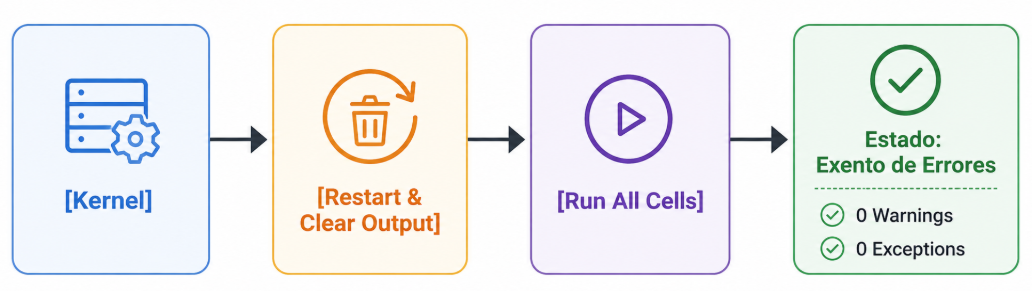 [Kernel]
[Restart &
Clear Output]
[Run All Cells]
Estado:
Exento de Errores
0 Warnings
0 Exceptions